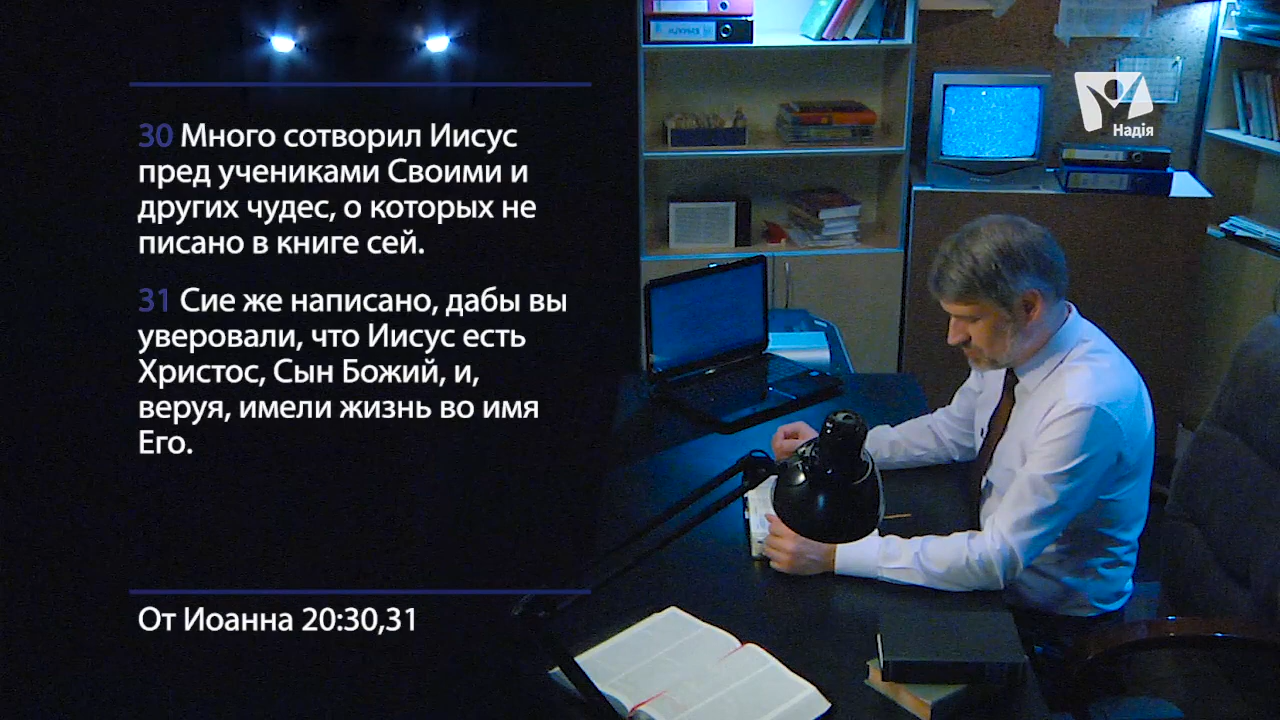 30 Много сотворил Иисус
пред учениками Своими и
других чудес, о которых не
писано в книге сей.
31 Сие же написано, дабы вы
уверовали, что Иисус есть
Христос, Сын Божий, и,
веруя, имели жизнь во имя
Его.
От Иоанна 20:30,31
Надія